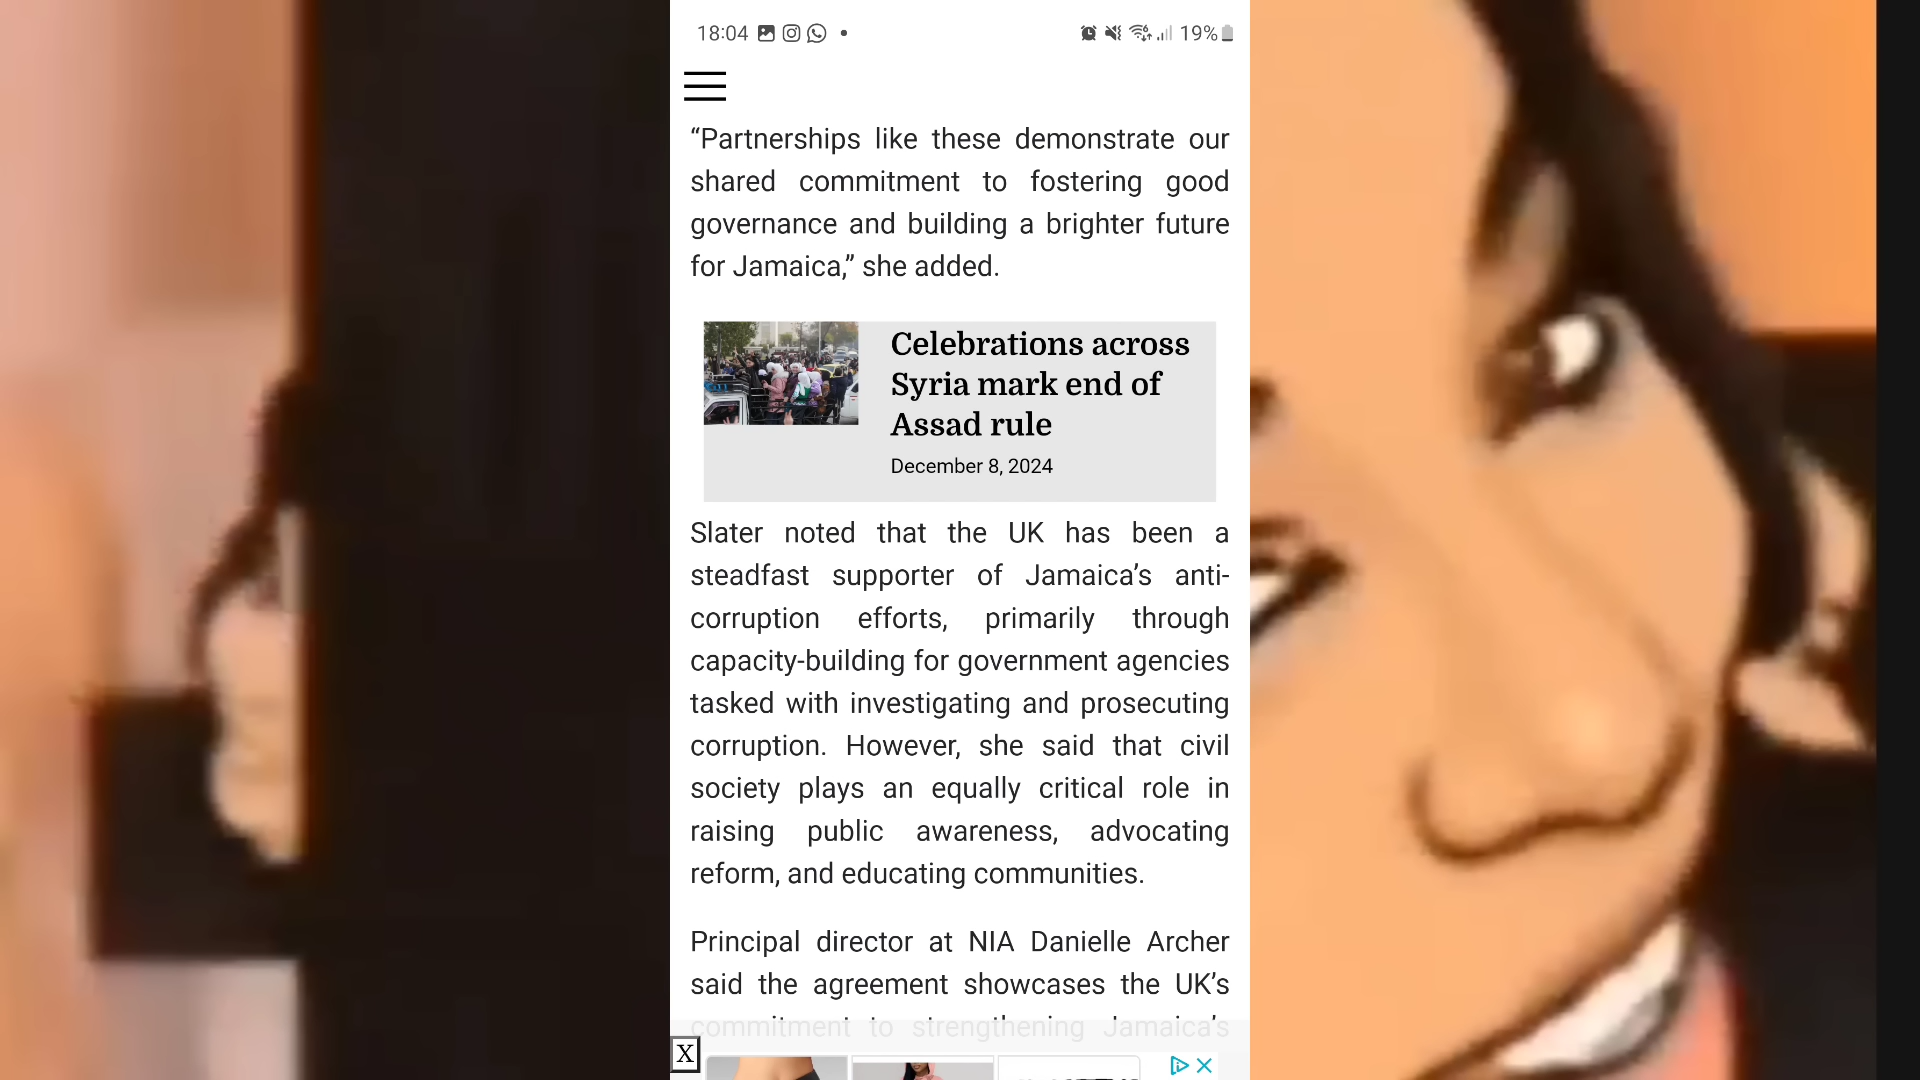 18:04
19%
“Partnerships like these demonstrate our
shared commitment to fostering good
governance and building a brighter future
for Jamaica,” she added.
Celebrations across
Syria mark end of
Assad rule
December 8, 2024
Slater noted that the UK has been a
steadfast supporter of Jamaica’s anti-
corruption efforts, primarily through
capacity-building for government agencies
tasked with investigating and prosecuting
corruption. However, she said that civil
society plays an equally critical role in
raising public awareness, advocating
reform, and educating communities.
Principal director at NIA Danielle Archer
said the agreement showcases the UK’s
commitment to strengthening Jamaica’s
X